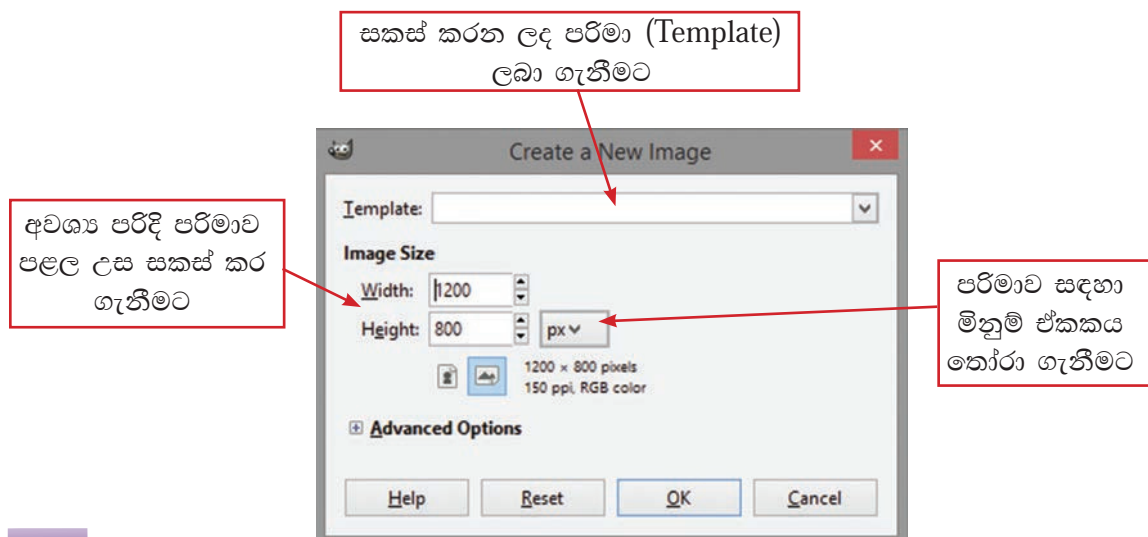 සකස් කරන ලද පරිමා (Template)
ලබා ගැනීමට
Create a New Image
Template:
අවශ්‍ය පරිදි පරිමාව
පළල උස සකස් කර
ගැනීමට
Image Size
Width: 1200
Height: 800 px
1200 × 800 pixels
150 ppi, RGB color
පරිමාව සඳහා
මිනුම් ඒකකය
තෝරා ගැනීමට
Advanced Options
Help Reset OK Cancel